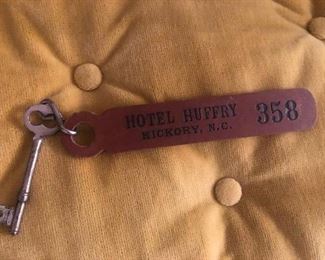 HOTEL HUFFRY 358
HICKORY, N.C.